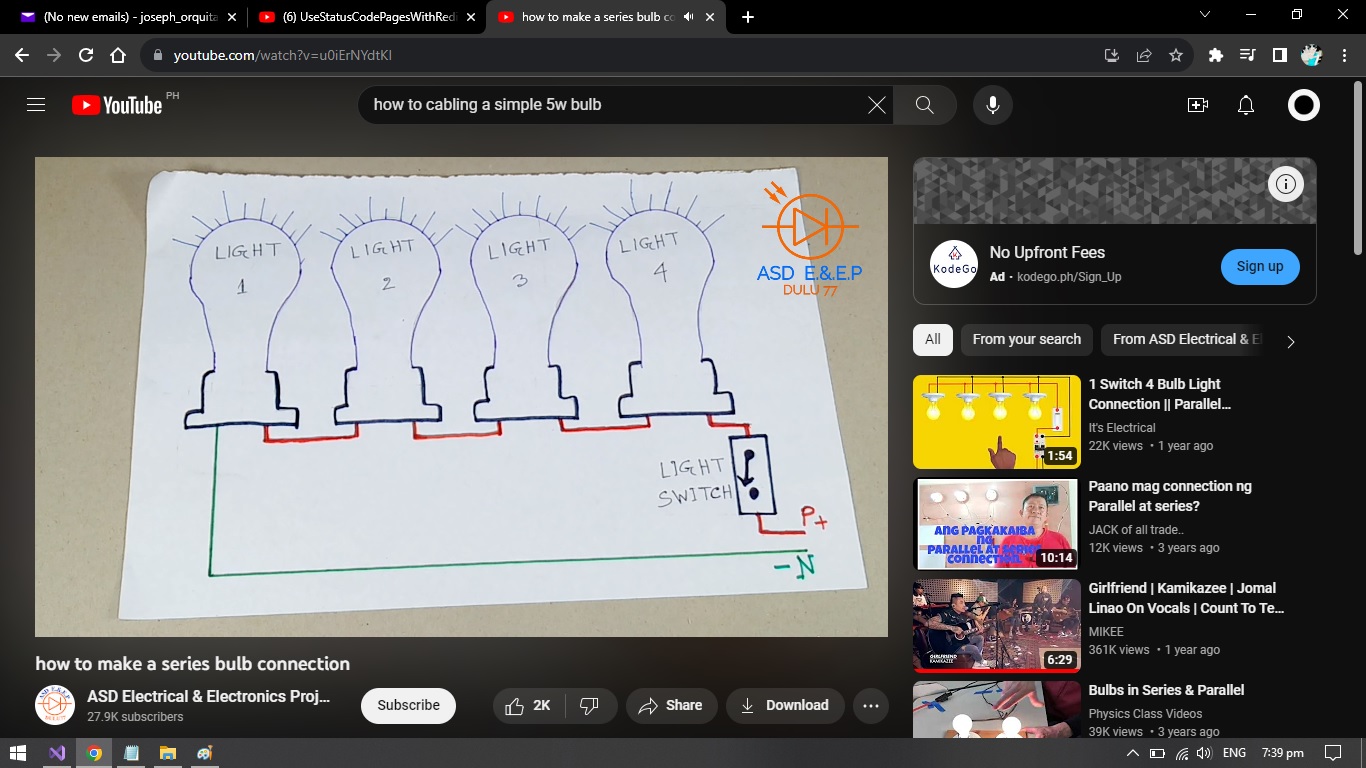 (No new emails) - joseph_orquita
(6) UseStatusCodePagesWithRedi
how to make a series bulb co
youtube.com/watch?v=u0iErNYdtKI
YouTube PH
how to cabling a simple 5w bulb
LIGHT 1
LIGHT 2
LIGHT 3
LIGHT 4
ASD E.&.E.P
DULU 77
LIGHT
SWITCH
P+
-N
how to make a series bulb connection
ASD Electrical & Electronics Proj...
27.9K subscribers
Subscribe
2K
Share
Download
KodeGo
No Upfront Fees
Ad · kodego.ph/Sign_Up
Sign up
All
From your search
From ASD Electrical & El
1 Switch 4 Bulb Light
Connection || Parallel...
It's Electrical
22K views • 1 year ago
1:54
ANG PAGKAKAIBA
NG
PARALLEL AT SERIES
CONNECTION
10:14
Paano mag connection ng
Parallel at series?
JACK of all trade..
12K views • 3 years ago
GIRLFRIEND
KAMIKAZEE
6:29
Girlfriend | Kamikazee | Jomal
Linao On Vocals | Count To Te...
MIKEE
361K views • 1 year ago
Bulbs in Series & Parallel
Physics Class Videos
39K views • 3 years ago
ENG
7:39 pm